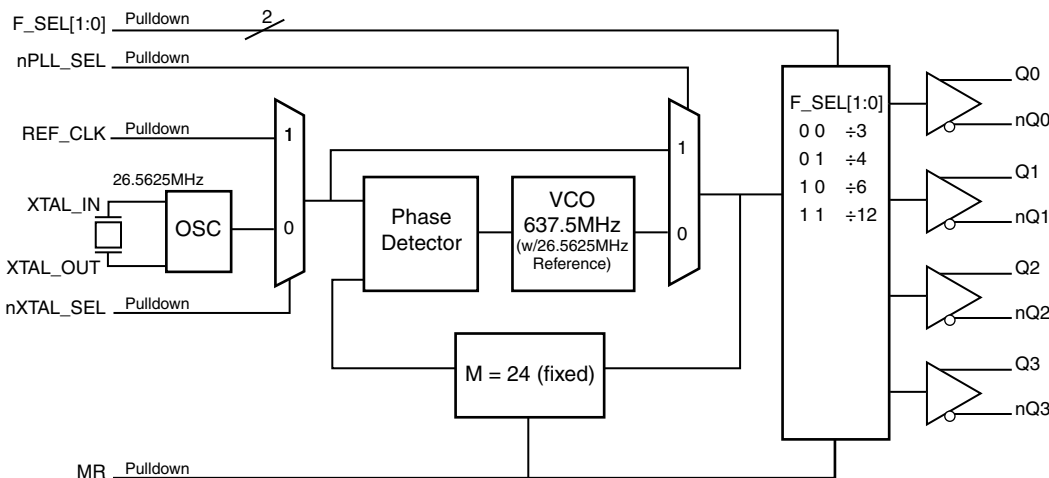 F_SEL[1:0] Pulldown 2
nPLL_SEL Pulldown
REF_CLK Pulldown
1
0
26.5625MHz
XTAL_IN
OSC
XTAL_OUT
nXTAL_SEL Pulldown
Phase
Detector
VCO
637.5MHz
(w/26.5625MHz
Reference)
1
0
M = 24 (fixed)
MR Pulldown
F_SEL[1:0]
0 0 ÷3
0 1 ÷4
1 0 ÷6
1 1 ÷12
Q0
nQ0
Q1
nQ1
Q2
nQ2
Q3
nQ3